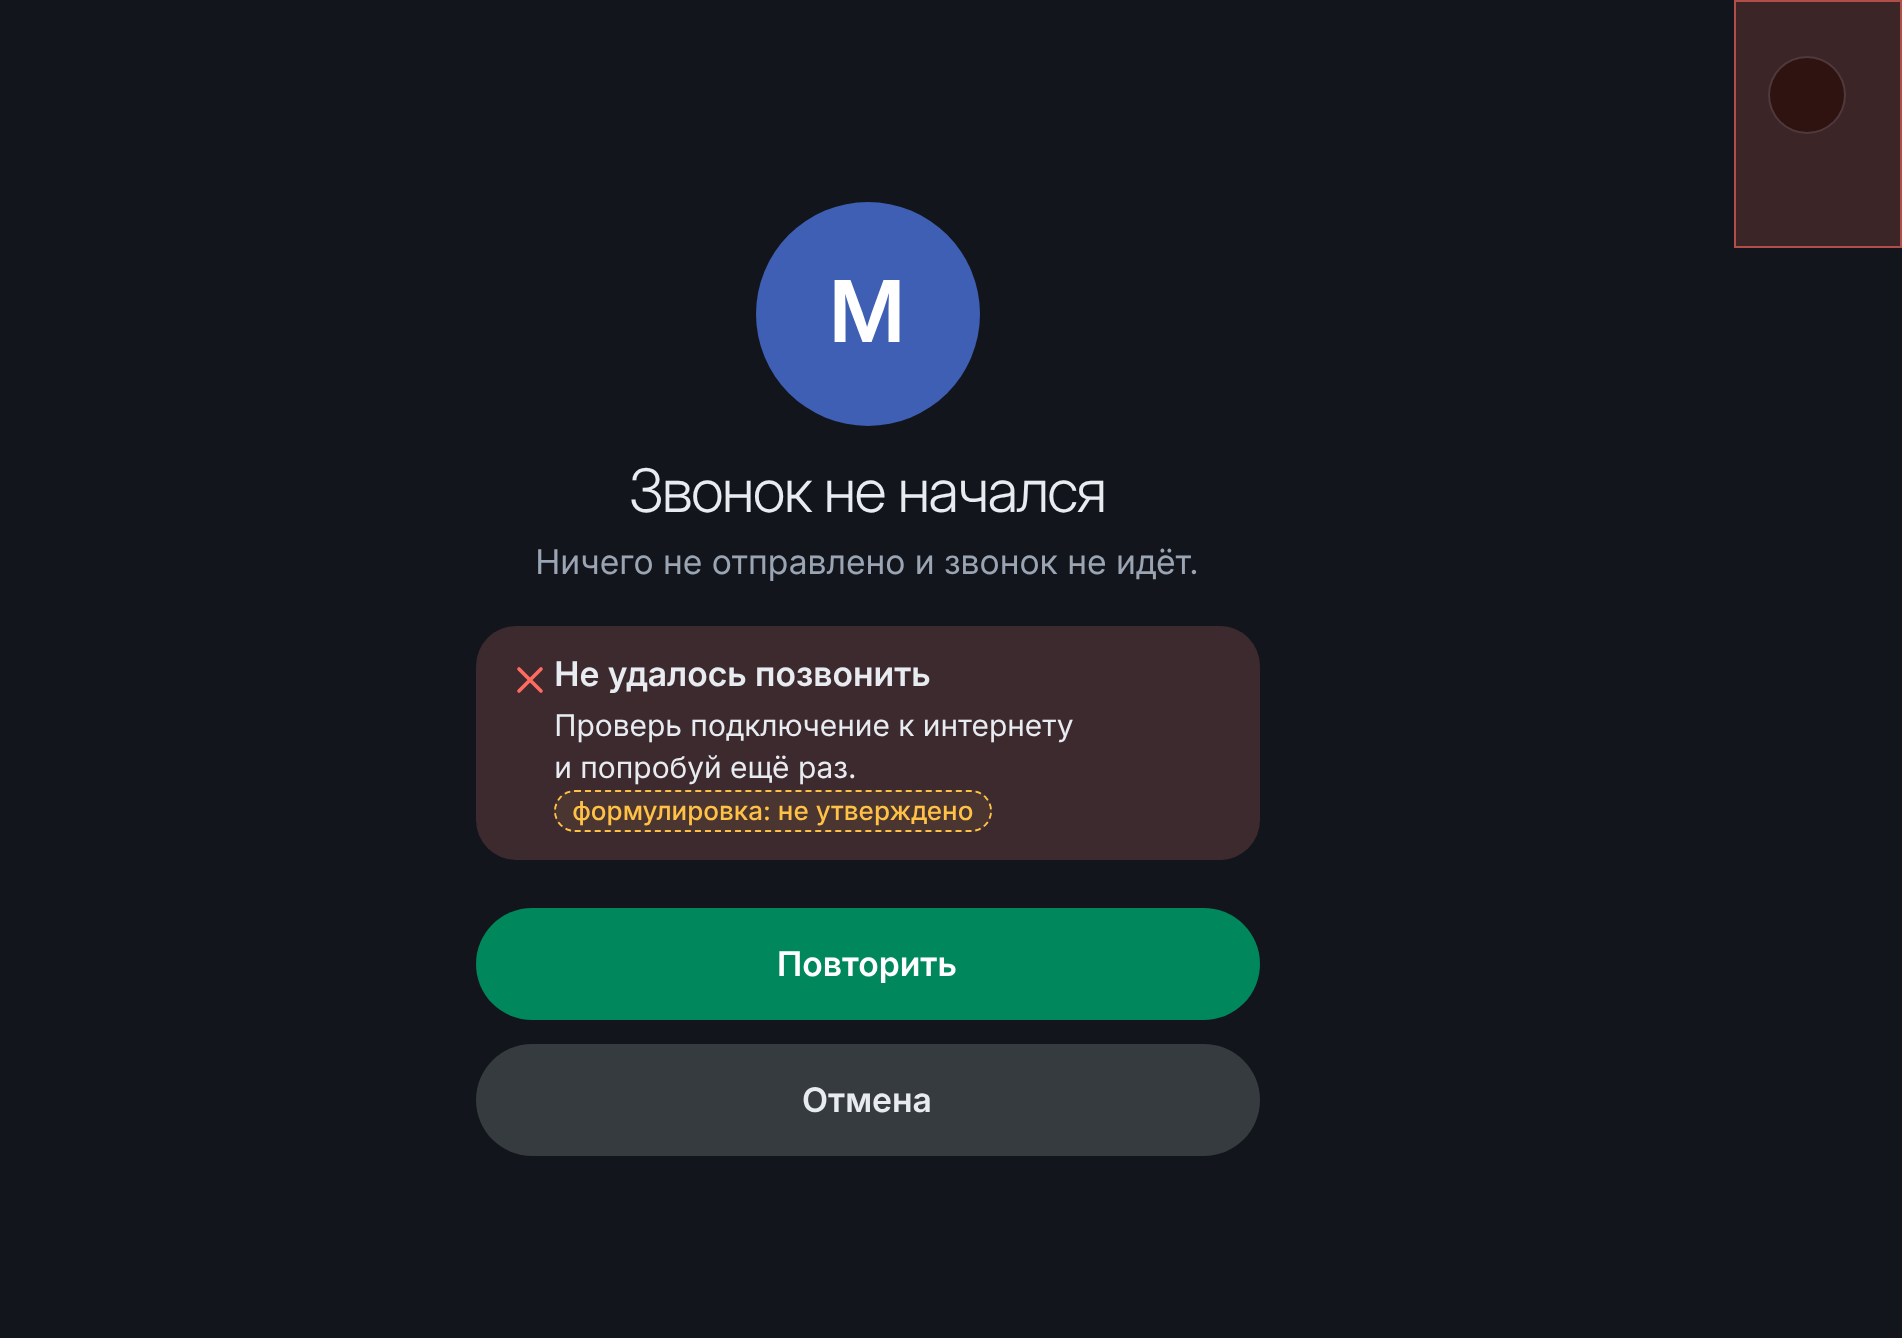 М
Звонок не начался
Ничего не отправлено и звонок не идёт.
Не удалось позвонить
Проверь подключение к интернету
и попробуй ещё раз.
формулировка: не утверждено
Повторить
Отмена